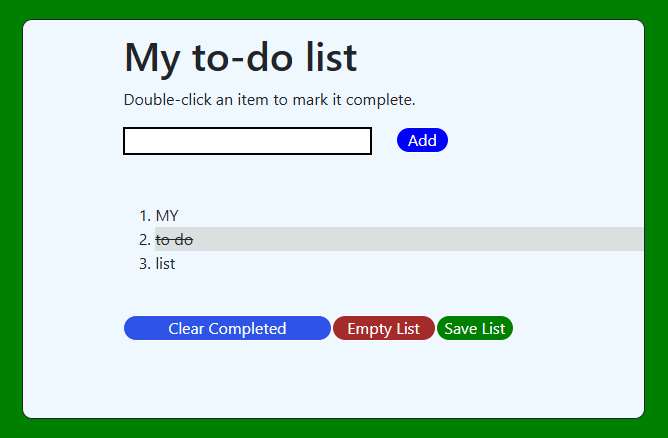 My to-do list
Double-click an item to mark it complete.
Add
1. MY
2. to do
3. list
Clear Completed Empty List Save List